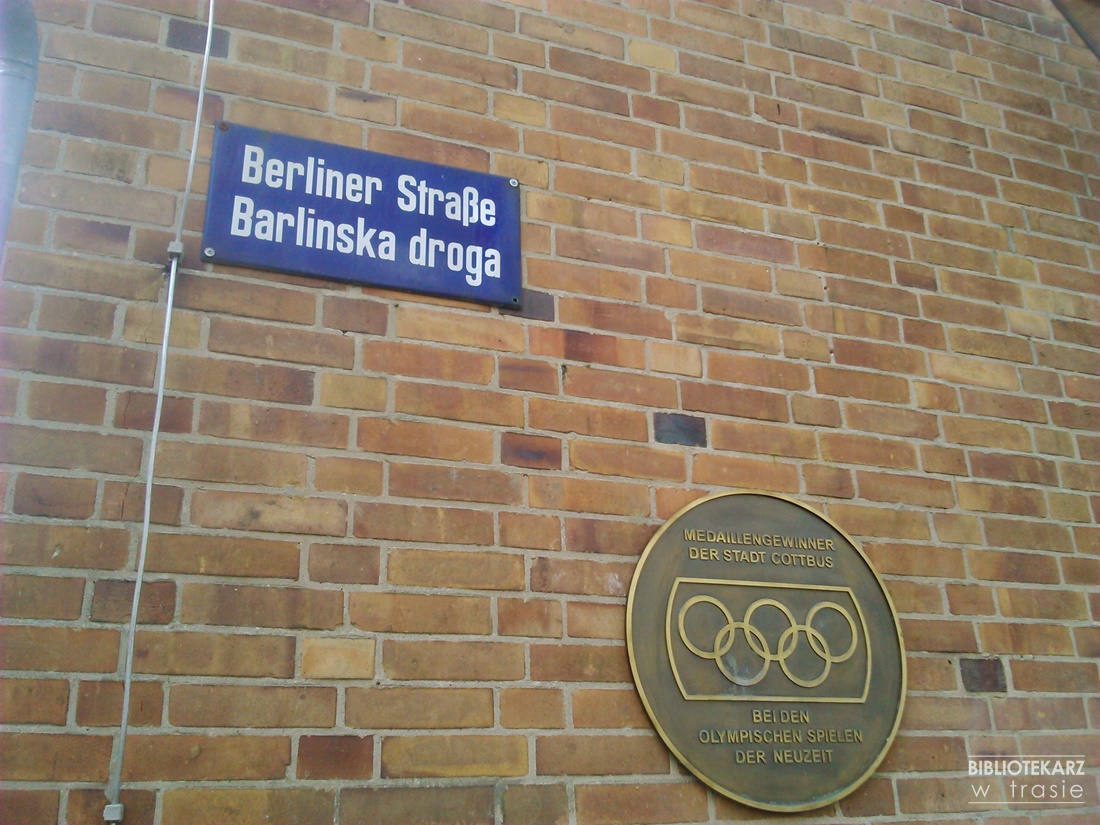 Berliner Straße
Barlinska droga
MEDAILLENGEWINNER
DER STADT COTTBUS
BEI DEN
OLYMPISCHEN SPIELEN
DER NEUZEIT
BIBLIOTEKARZ
w trasie